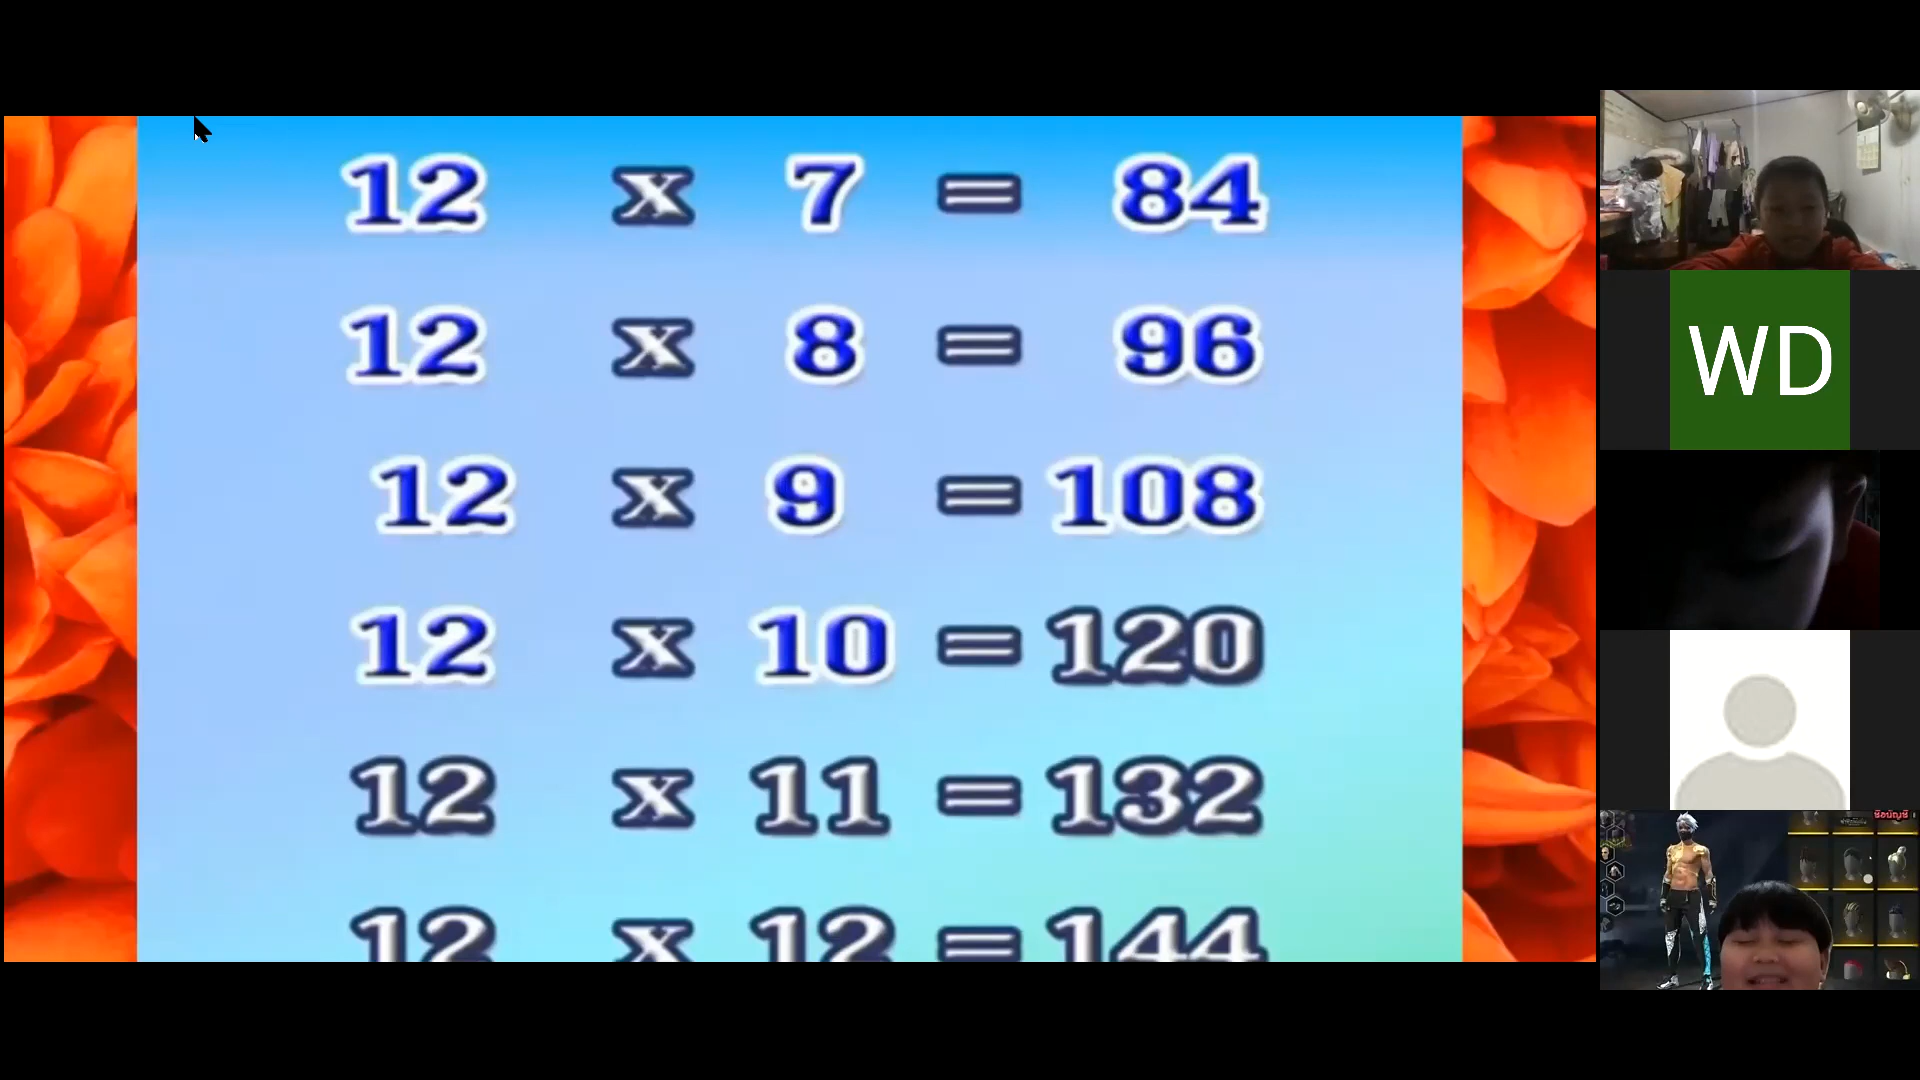 12 x 7 = 84
12 x 8 = 96
12 x 9 = 108
12 x 10 = 120
12 x 11 = 132
12 x 12 = 144
WD